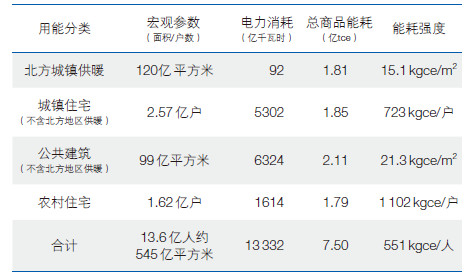 用能分类 宏观参数 电力消耗 总商品能耗 能耗强度
（面积/户数） （亿千瓦时） （亿tce）
北方城镇供暖 120亿平方米 92 1.81 15.1 kgce/m²
城镇住宅 2.57亿户 5302 1.85 723 kgce/户
（不含北方地区供暖）
公共建筑 99亿平方米 6324 2.11 21.3 kgce/m²
（不含北方地区供暖）
农村住宅 1.62亿户 1614 1.79 1 102 kgce/户
合计 13.6亿人约 13 332 7.50 551 kgce/人
545亿平方米